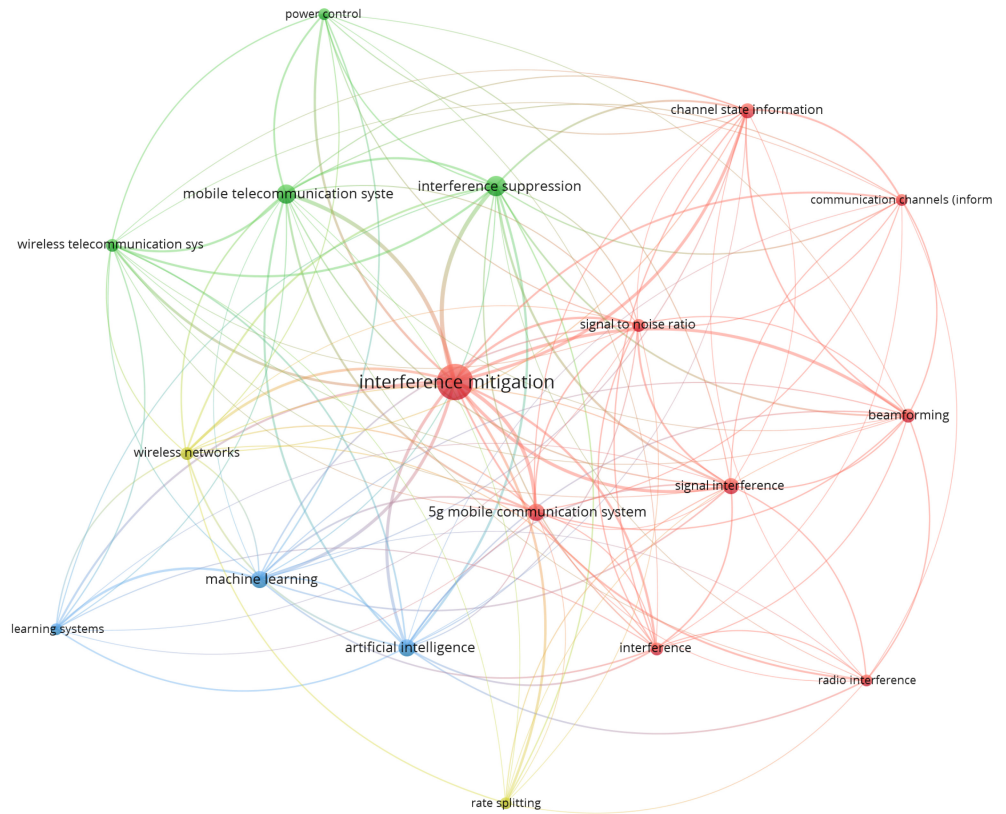 power control
channel state information
interference suppression
mobile telecommunication syste
communication channels (inform
wireless telecommunication sys
signal to noise ratio
interference mitigation
beamforming
wireless networks
signal interference
5g mobile communication system
machine learning
learning systems
artificial intelligence
interference
radio interference
rate splitting